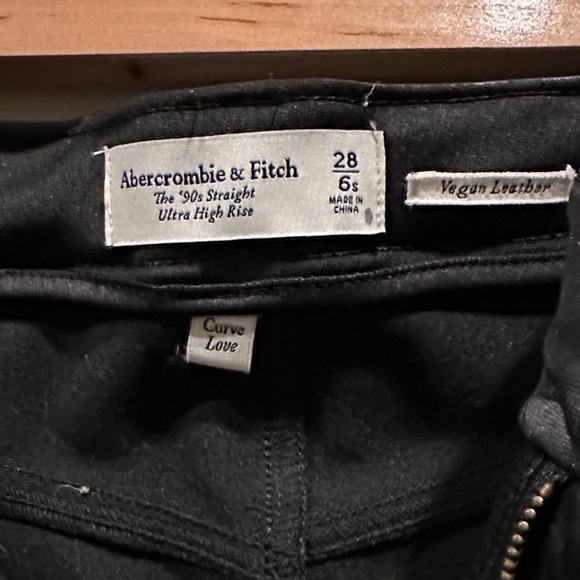 Abercrombie & Fitch
The '90s Straight
Ultra High Rise
28
6s
MADE IN
CHINA
Vegan Leather
Curve
Love